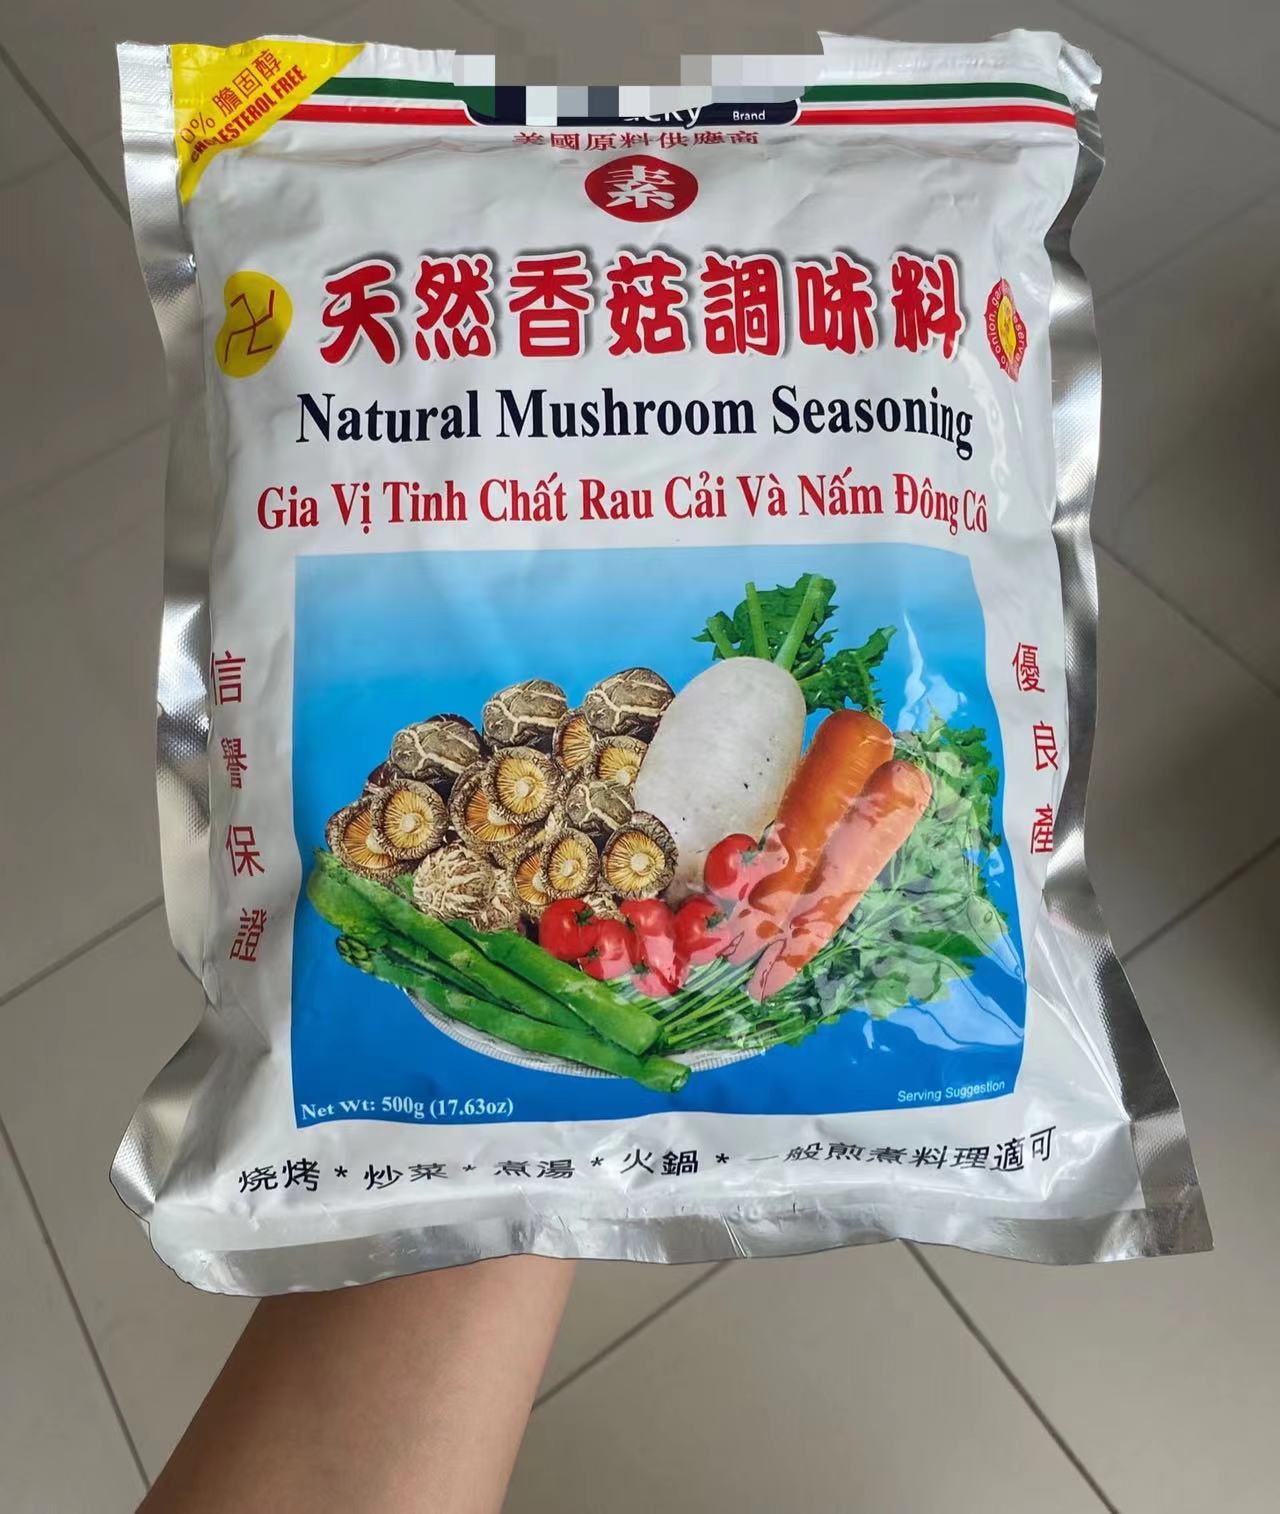 0% 膽固醇
CHOLESTEROL FREE
Brand
美國原料供應商
素
卍
天然香菇調味料
Natural Mushroom Seasoning
Gia Vị Tinh Chất Rau Cải Và Nấm Đông Cô
信譽保證
優良產
Net Wt: 500g (17.63oz)
Serving Suggestion
烧烤 * 炒菜 * 煮湯 * 火鍋 * 一般煎煮料理適可